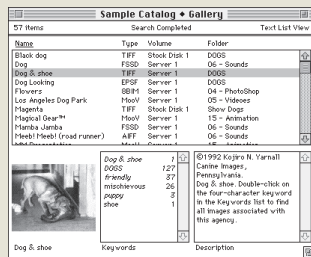 Sample Catalog ◆ Gallery
57 items Search Completed Text List View
Name Type Volume Folder
Black dog TIFF Stock Disk 1 DOGS
Dog FSSD Server 1 06 - Sounds
Dog & shoe TIFF Server 1 DOGS
Dog Looking EPSF Server 1 DOGS
Flowers 8BIM Server 1 04 - PhotoShop
Los Angeles Dog Park MooV Server 1 05 - Videoes
Magenta TIFF Stock Disk 1 Show Dogs
Magical Gear™ MooV Server 1 15 - Animation
Mamba Jamba FSSD Server 1 06 - Sounds
Meeb! Meeb! (road runner) AIFF Server 1 06 - Sounds
Dog & shoe 1
DOGS 127
friendly 37
mischievous 26
puppy 3
shoe 1
©1992 Kojiro N. Yarnall
Canine Images,
Pennsylvania.
Dog & shoe. Double-click on
the four-character keyword
in the Keywords list to find
all images associated with
this agency.
Dog & shoe Keywords Description